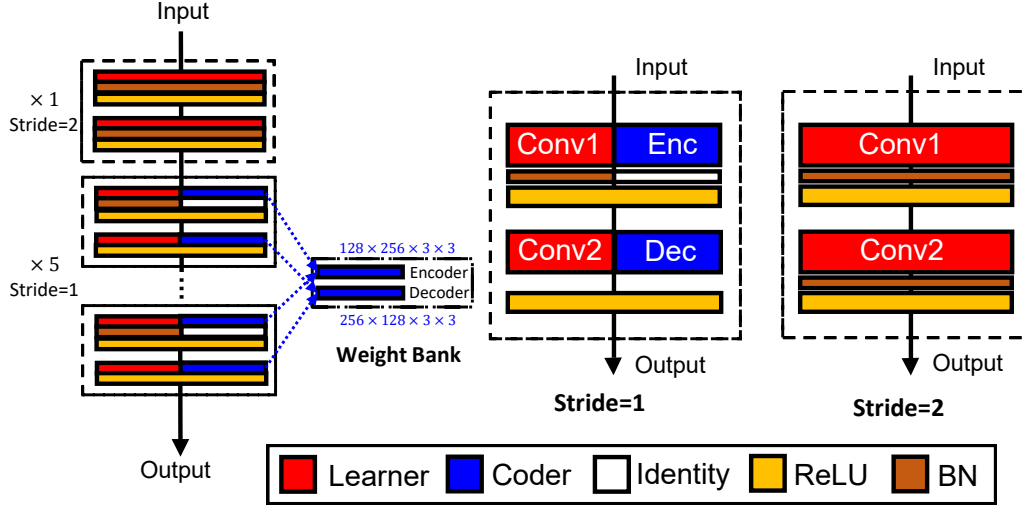 Input
× 1
Stride=2
× 5
Stride=1
128 × 256 × 3 × 3
Encoder
Decoder
256 × 128 × 3 × 3
Weight Bank
Output
Input
Conv1 Enc
Conv2 Dec
Output
Stride=1
Input
Conv1
Conv2
Output
Stride=2
Learner Coder Identity ReLU BN